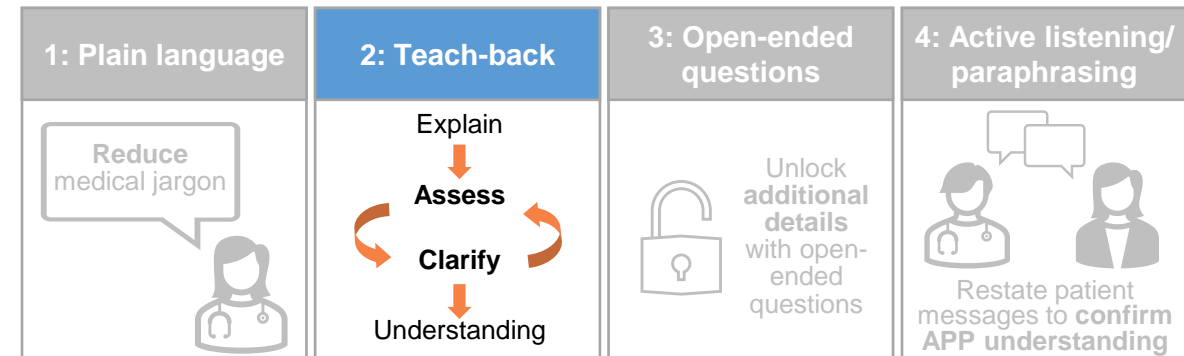 1: Plain language
Reduce
medical jargon
2: Teach-back
Explain
Assess
Clarify
Understanding
3: Open-ended
questions
Unlock
additional
details
with open-
ended
questions
4: Active listening/
paraphrasing
Restate patient
messages to confirm
APP understanding